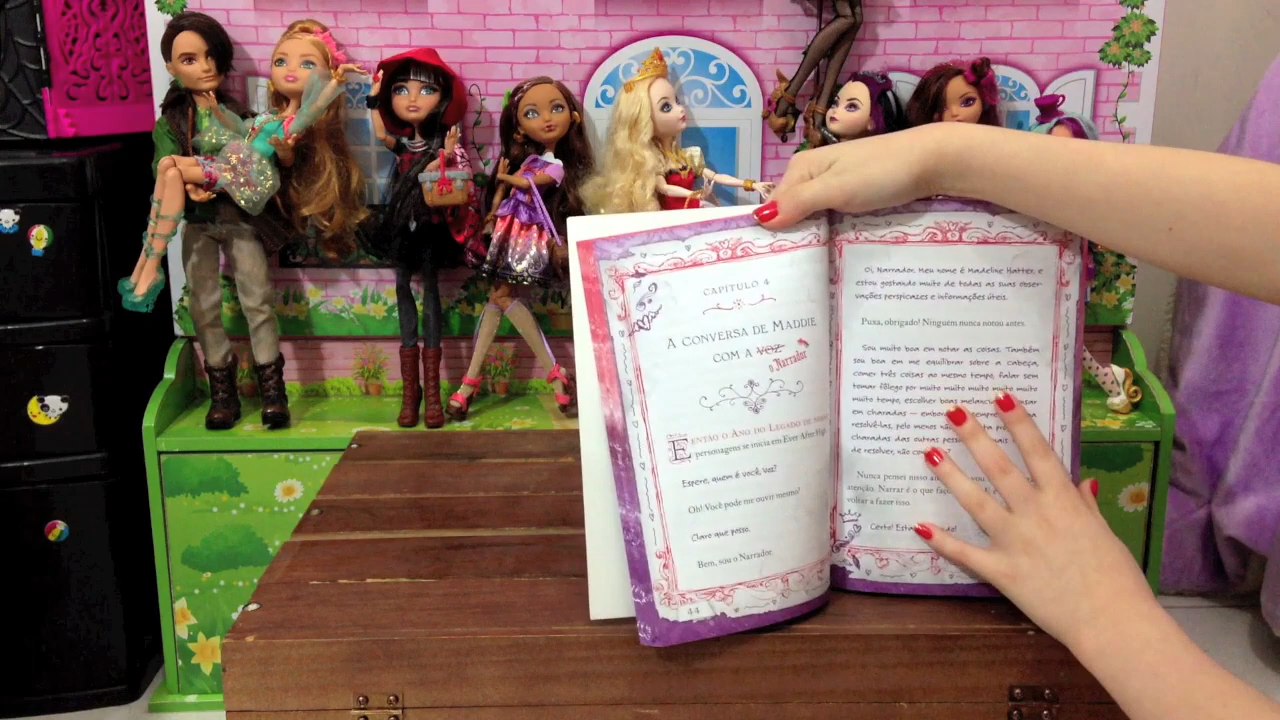 CAPITULO 4
A CONVERSA DE MADDIE
COM A VOZ
o Narrador
E ENTÃO O ANO DO LEGADO DE
personagens se inicia em Ever After High.
Espere, quem é você, voz?
Oh! Você pode me ouvir mesmo?
Claro que posso.
Bem, sou o Narrador.
44
Oi, Narrador. Meu nome é Madeline Hatter, e
estou gostando muito de todas as suas obser-
vações perspicazes e informações úteis.
Puxa, obrigado! Ninguém nunca notou antes.
Sou muito boa em notar as coisas. Também
sou boa em me equilibrar sobre a cabeça,
comer três coisas ao mesmo tempo, falar sem
tomar fôlego por muito muito muito muito muito
muito tempo, escolher boas
em charadas —
resolvê-las, pelo menos
charadas das outras
de resolver, não
Nunca pensei nisso
atenção. Narrar é o que
voltar a fazer isso.
Certo!